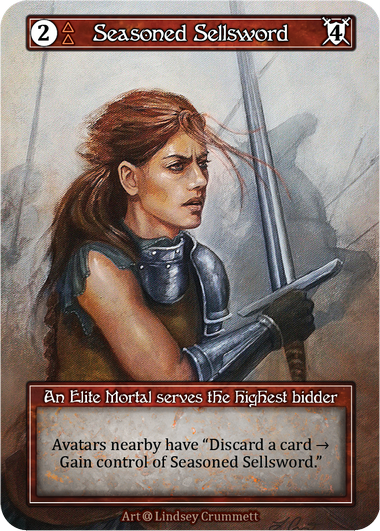 2 Seasoned Sellsword 4
An Elite Mortal serves the highest bidder
Avatars nearby have “Discard a card →
Gain control of Seasoned Sellsword.”
Art @ Lindsey Crummett